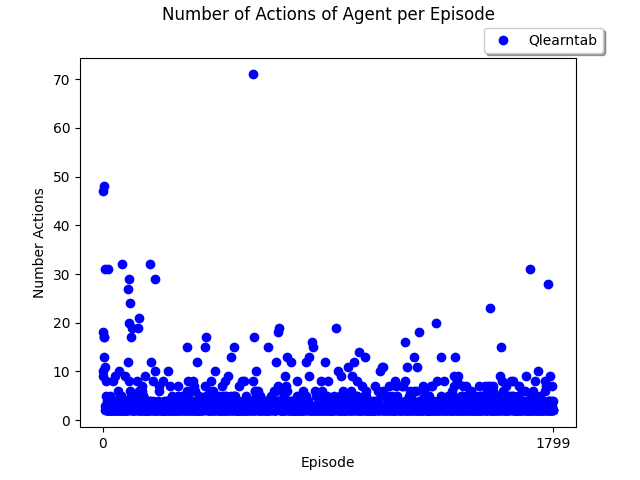 Number of Actions of Agent per Episode
Qlearntab
70
60
50
40
30
20
10
0
Number Actions
0
1799
Episode